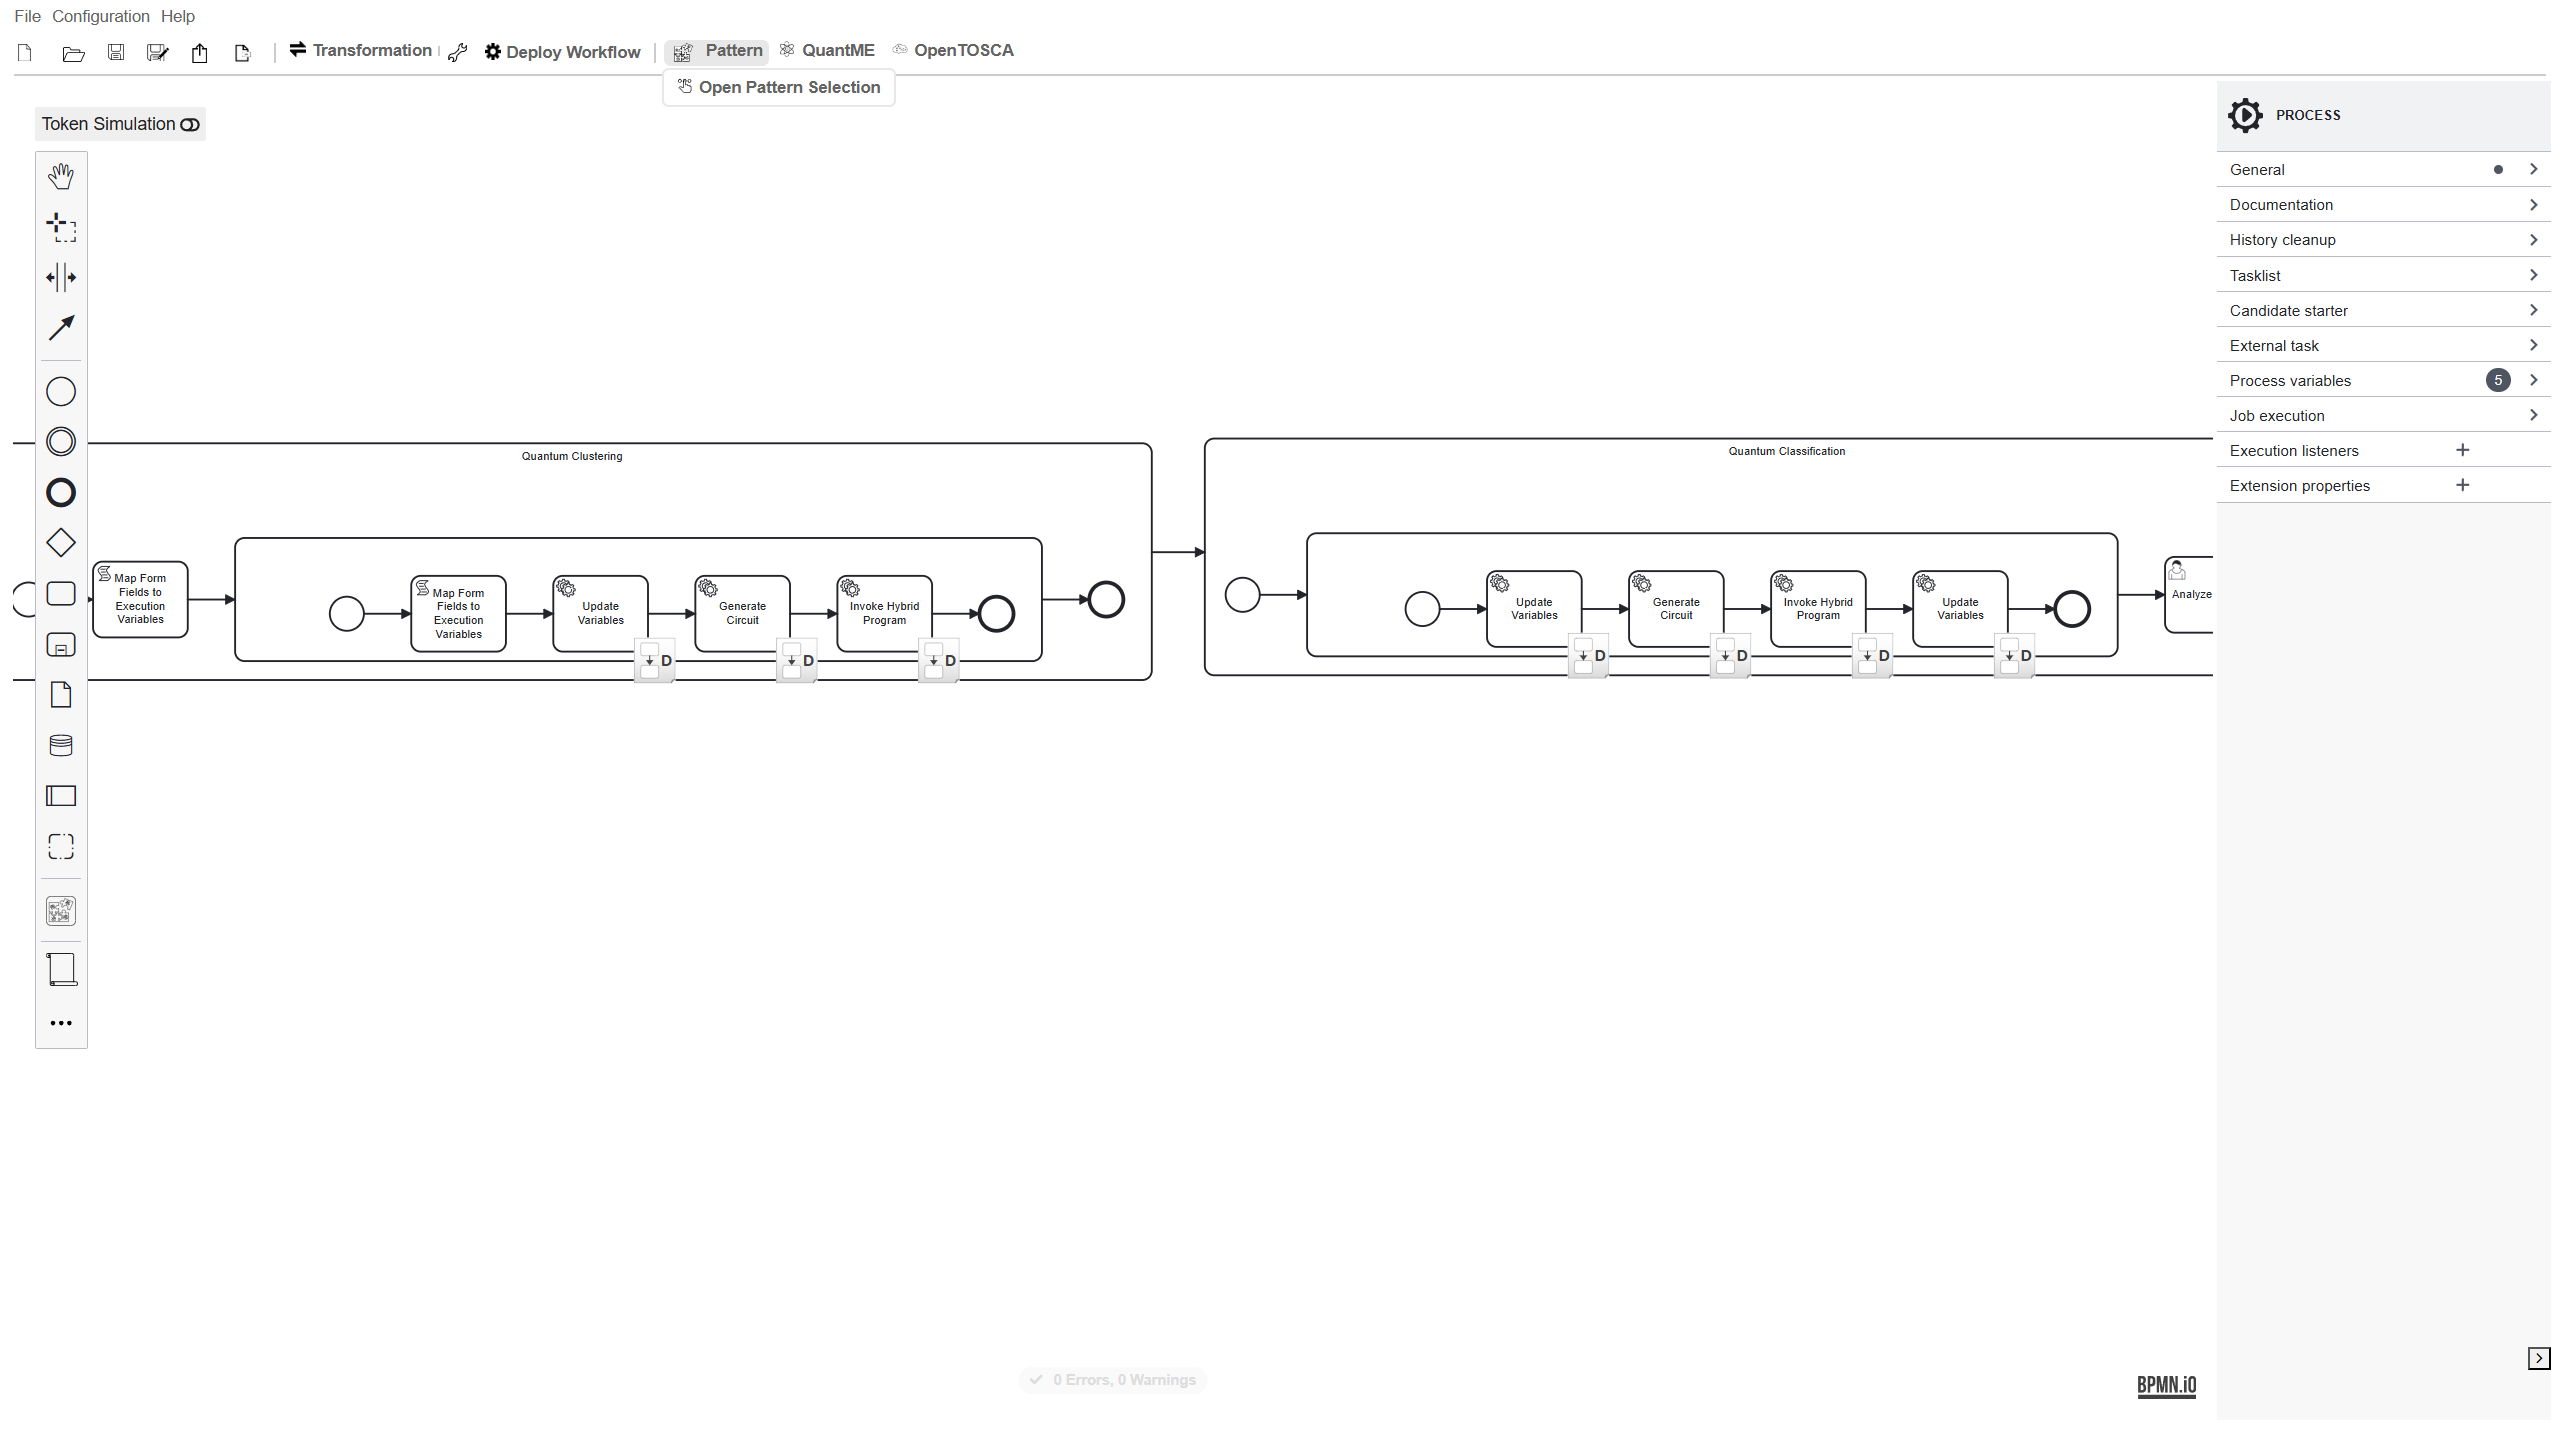 File Configuration Help
Transformation Deploy Workflow Pattern QuantME OpenTOSCA
Open Pattern Selection
Token Simulation
PROCESS
General
Documentation
History cleanup
Tasklist
Candidate starter
External task
Process variables 5
Job execution
Execution listeners
Extension properties
Quantum Clustering
Map Form
Fields to
Execution
Variables
Map Form
Fields to
Execution
Variables
Update
Variables
D
Generate
Circuit
D
Invoke Hybrid
Program
D
Quantum Classification
Update
Variables
D
Generate
Circuit
D
Invoke Hybrid
Program
D
Update
Variables
D
Analyze
0 Errors, 0 Warnings
BPMN.iO